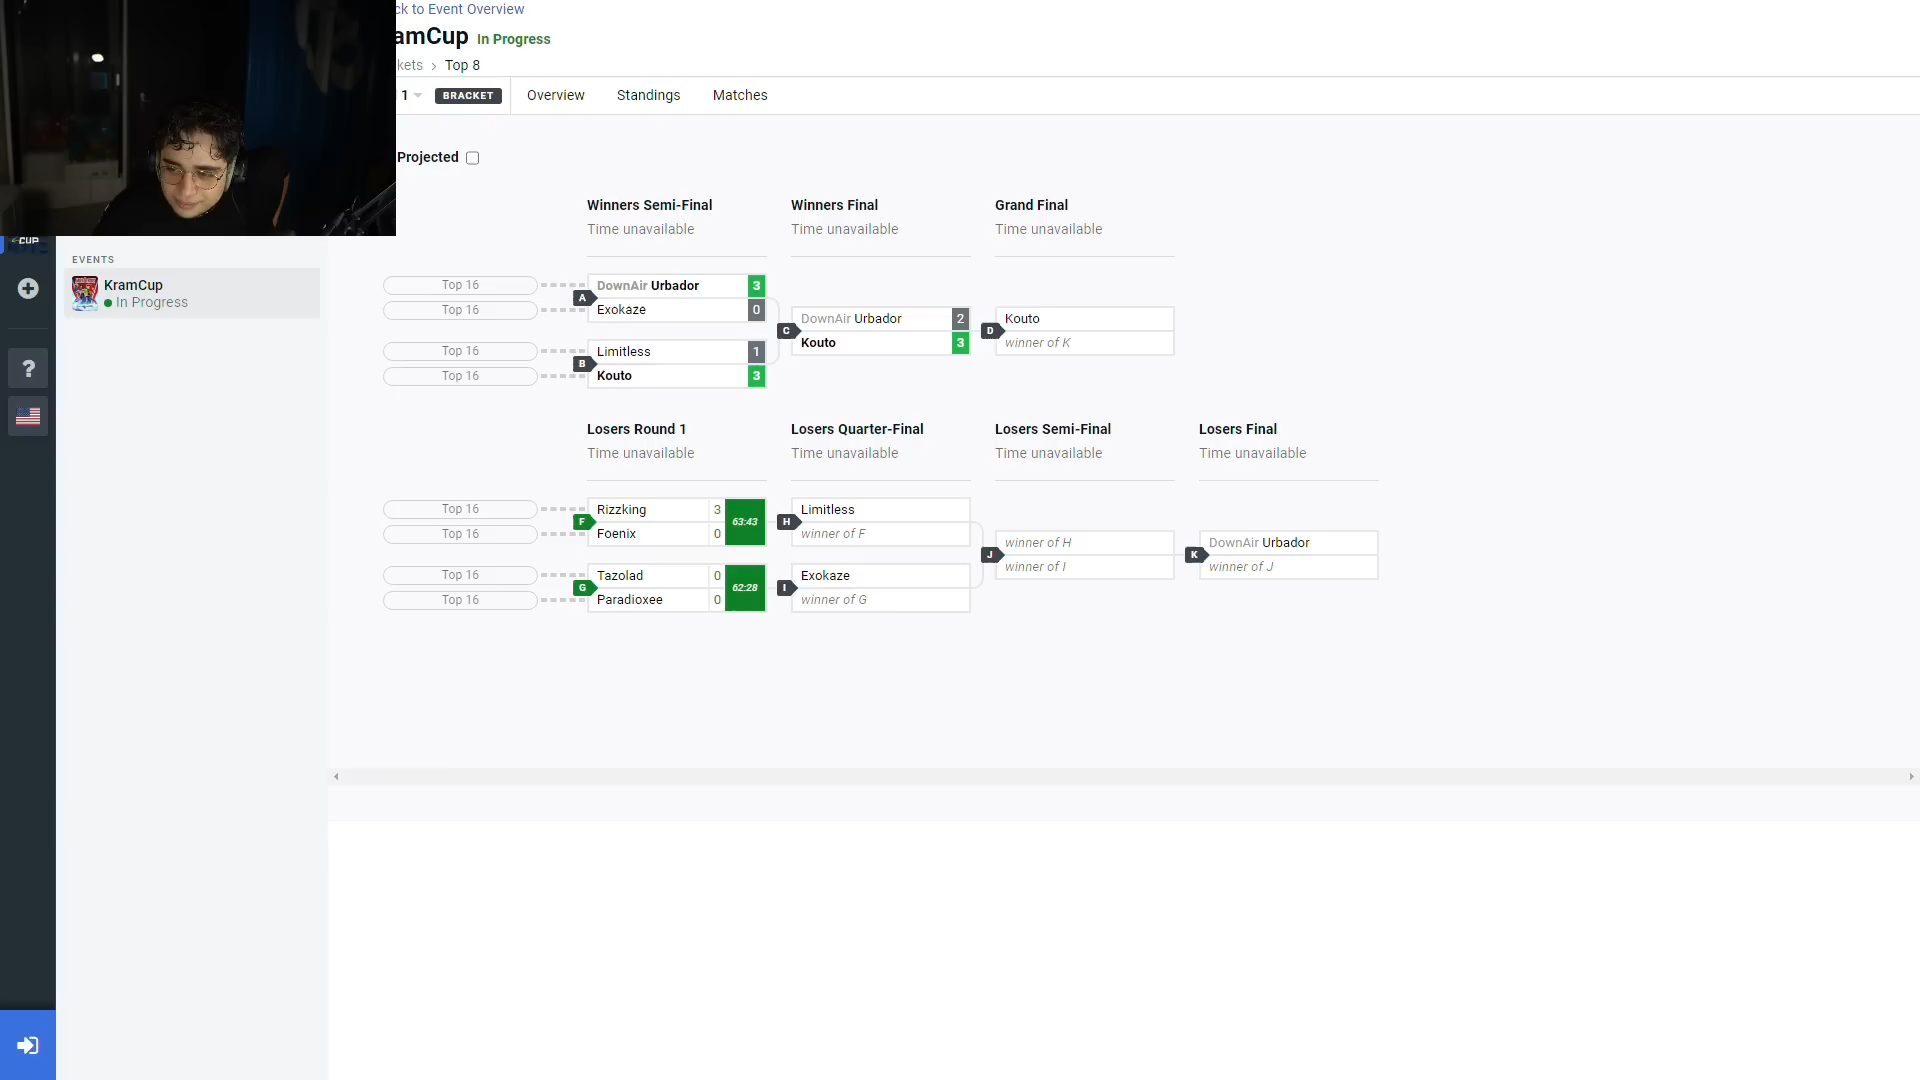 ck to Event Overview
amCup In Progress
kets > Top 8
1 BRACKET Overview Standings Matches
Projected
CUP
EVENTS
KramCup
In Progress
?
Winners Semi-Final Winners Final Grand Final
Time unavailable Time unavailable Time unavailable
Top 16 DownAir Urbador 3
A
Top 16 Exokaze 0
DownAir Urbador 2 Kouto
C D
Kouto 3 winner of K
Top 16 Limitless 1
B
Top 16 Kouto 3
Losers Round 1 Losers Quarter-Final Losers Semi-Final Losers Final
Time unavailable Time unavailable Time unavailable Time unavailable
Top 16 Rizzking 3 Limitless
F 63:43 H
Top 16 Foenix 0 winner of F
winner of H DownAir Urbador
J K
winner of I winner of J
Top 16 Tazolad 0 Exokaze
G 62:28 I
Top 16 Paradioxee 0 winner of G